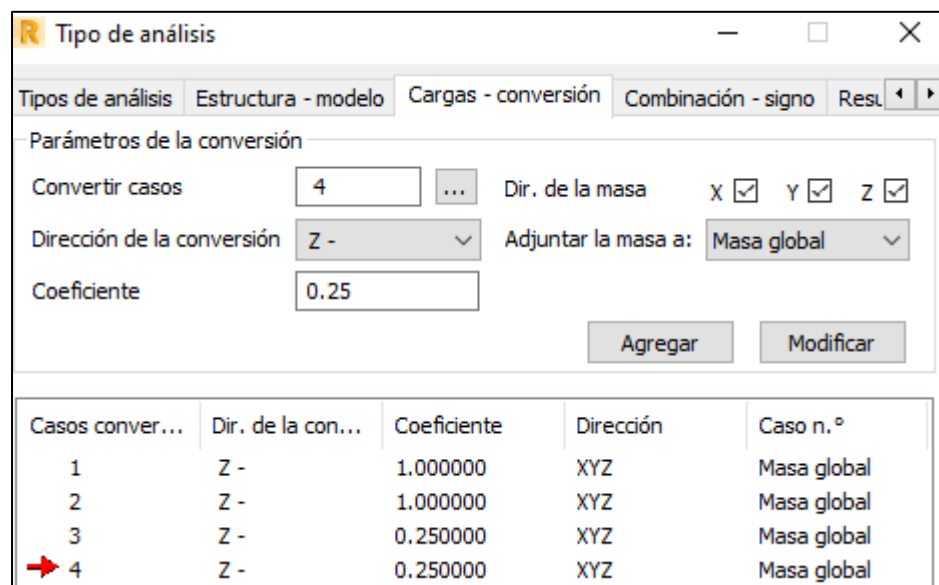 R Tipo de análisis
Tipos de análisis Estructura - modelo Cargas - conversión Combinación - signo Resu
Parámetros de la conversión
Convertir casos 4 ... Dir. de la masa X Y Z
Dirección de la conversión Z - Adjuntar la masa a: Masa global
Coeficiente 0.25
Agregar Modificar
Casos conver... Dir. de la con... Coeficiente Dirección Caso n.º
1 Z - 1.000000 XYZ Masa global
2 Z - 1.000000 XYZ Masa global
3 Z - 0.250000 XYZ Masa global
4 Z - 0.250000 XYZ Masa global